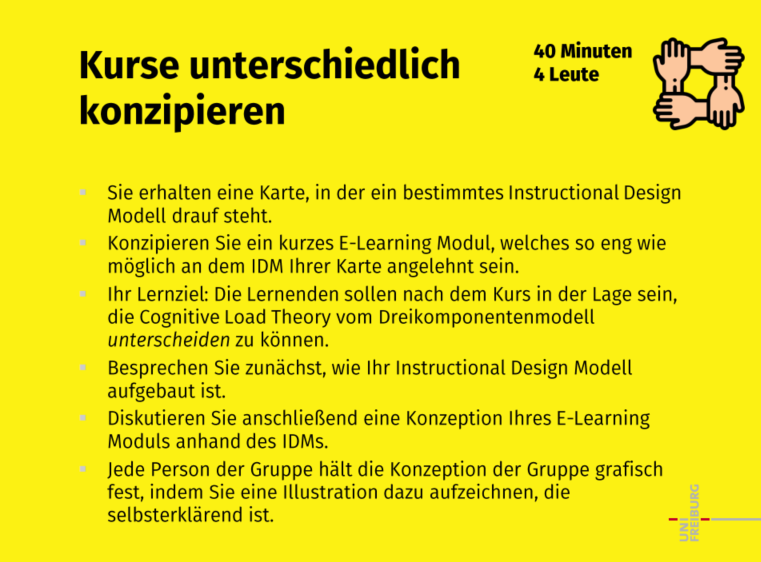 Kurse unterschiedlich
konzipieren
40 Minuten
4 Leute
Sie erhalten eine Karte, in der ein bestimmtes Instructional Design
Modell drauf steht.
Konzipieren Sie ein kurzes E-Learning Modul, welches so eng wie
möglich an dem IDM Ihrer Karte angelehnt sein.
Ihr Lernziel: Die Lernenden sollen nach dem Kurs in der Lage sein,
die Cognitive Load Theory vom Dreikomponentenmodell
unterscheiden zu können.
Besprechen Sie zunächst, wie Ihr Instructional Design Modell
aufgebaut ist.
Diskutieren Sie anschließend eine Konzeption Ihres E-Learning
Moduls anhand des IDMs.
Jede Person der Gruppe hält die Konzeption der Gruppe grafisch
fest, indem Sie eine Illustration dazu aufzeichnen, die
selbsterklärend ist.
UNI
FREIBURG